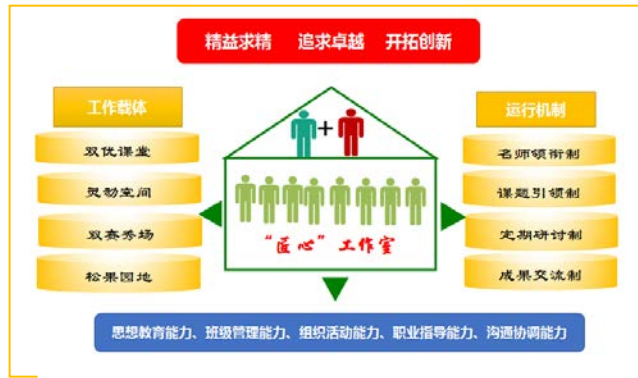 精益求精 追求卓越 开拓创新
工作载体
双优课堂
灵动空间
双赛秀场
松果园地
+
“匠心”工作室
运行机制
名师领衔制
课题引领制
定期研讨制
成果交流制
思想教育能力、班级管理能力、组织活动能力、职业指导能力、沟通协调能力